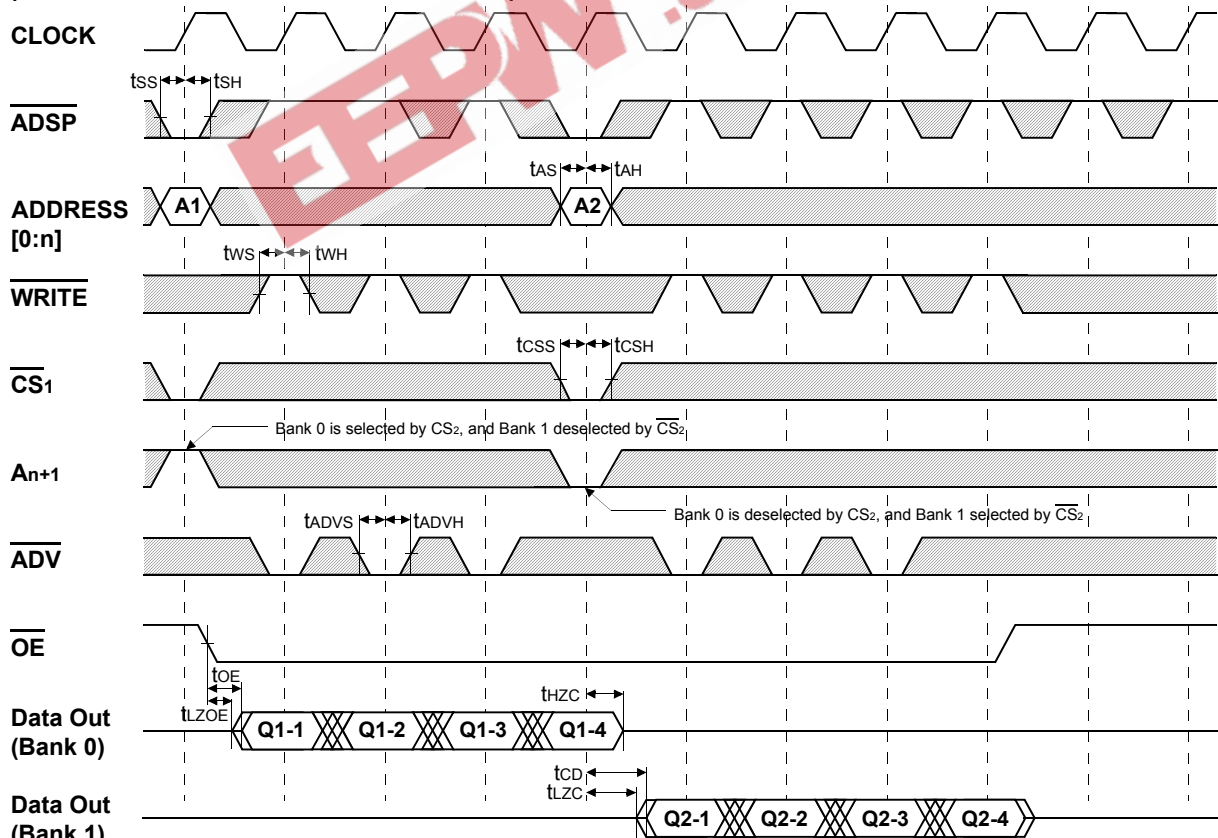 CLOCK
tSS tSH
ADSP
tAS tAH
ADDRESS
[0:n]
A1 A2
tWS tWH
WRITE
tCSS tCSH
CS1
Bank 0 is selected by CS2, and Bank 1 deselected by CS2
An+1
Bank 0 is deselected by CS2, and Bank 1 selected by CS2
tADVS tADVH
ADV
OE
tOE
tLZOE
tHZC
Data Out
(Bank 0)
Q1-1 Q1-2 Q1-3 Q1-4
tCD
tLZC
Data Out
(Bank 1)
Q2-1 Q2-2 Q2-3 Q2-4
EEPW